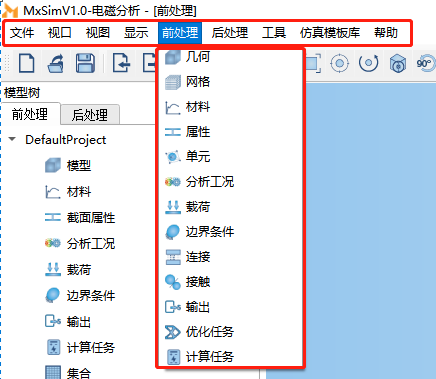 MxSimV1.0-电磁分析 - [前处理]
文件 视口 视图 显示 前处理 后处理 工具 仿真模板库 帮助
几何
网格
材料
属性
单元
分析工况
载荷
边界条件
连接
接触
输出
优化任务
计算任务
90°
模型树
前处理 后处理
DefaultProject
模型
材料
截面属性
分析工况
载荷
边界条件
输出
计算任务
集合